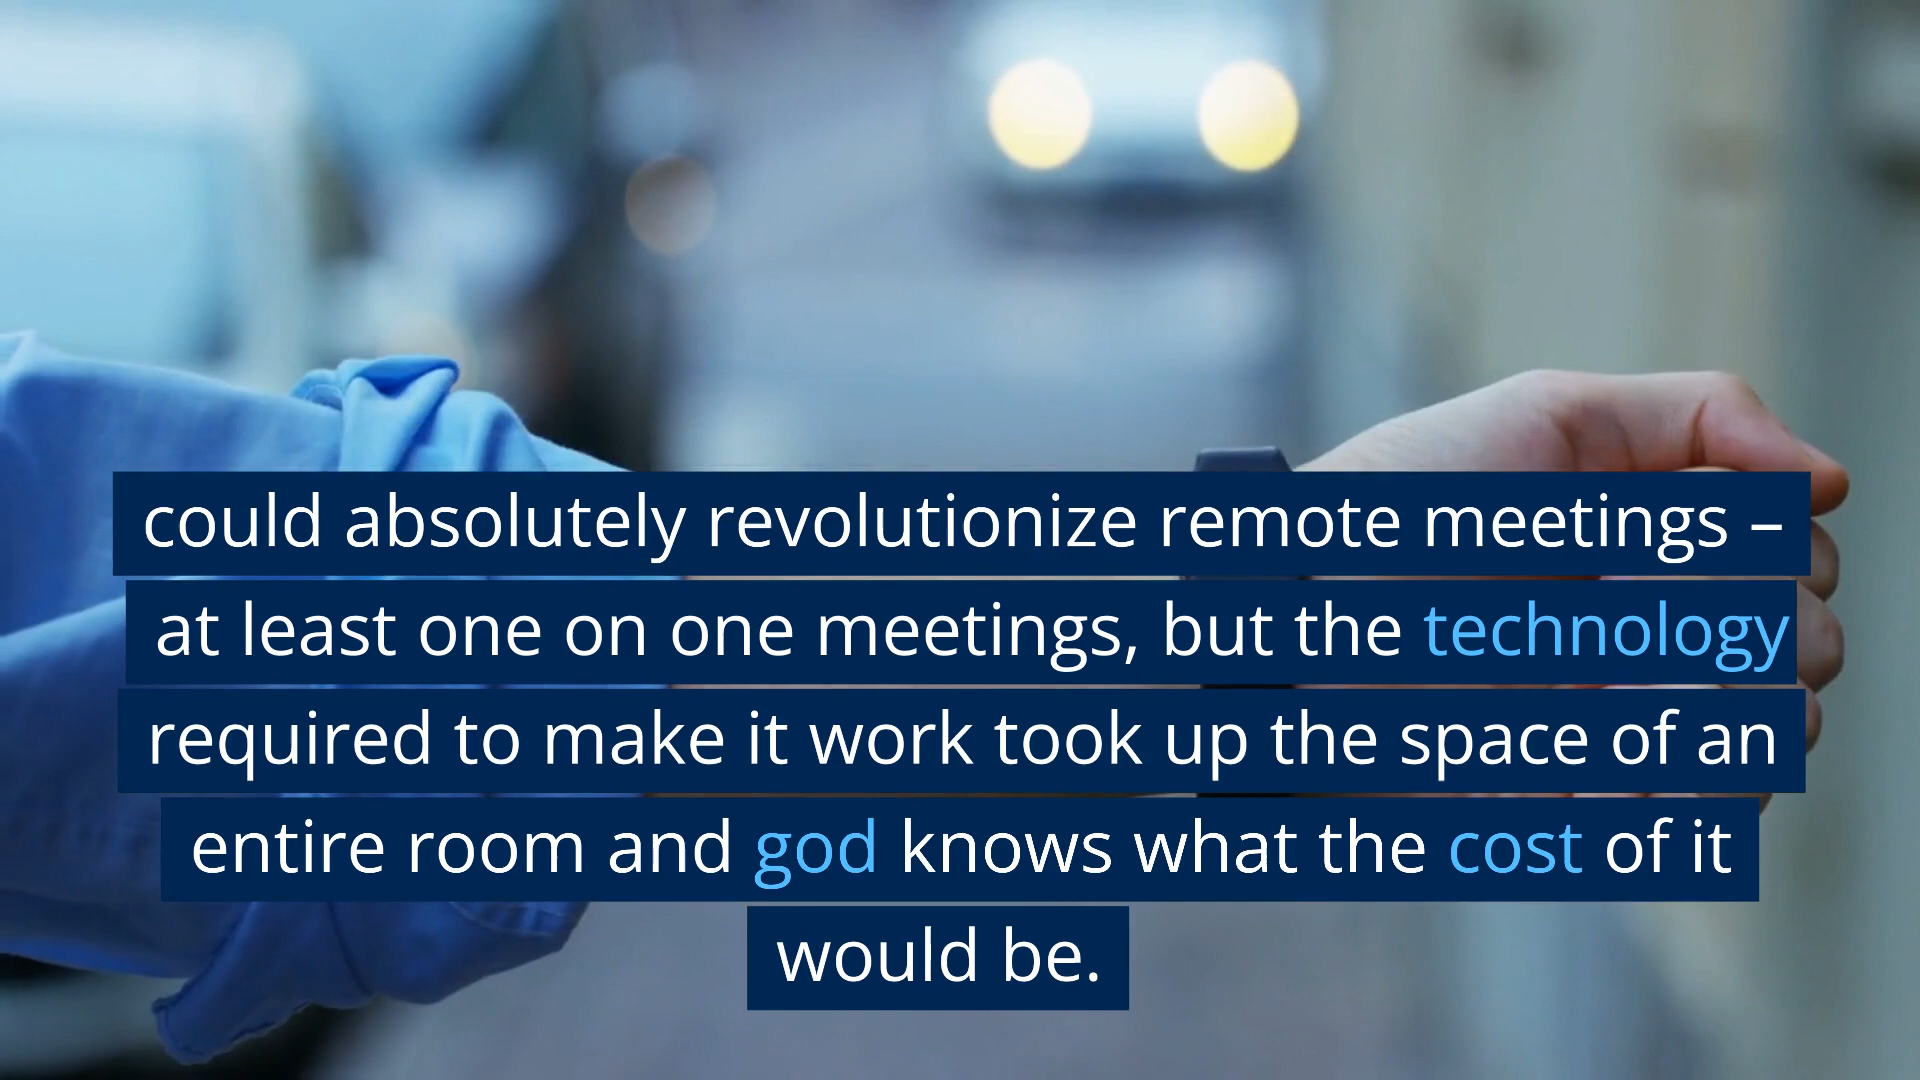 could absolutely revolutionize remote meetings –
at least one on one meetings, but the technology
required to make it work took up the space of an
entire room and god knows what the cost of it
would be.